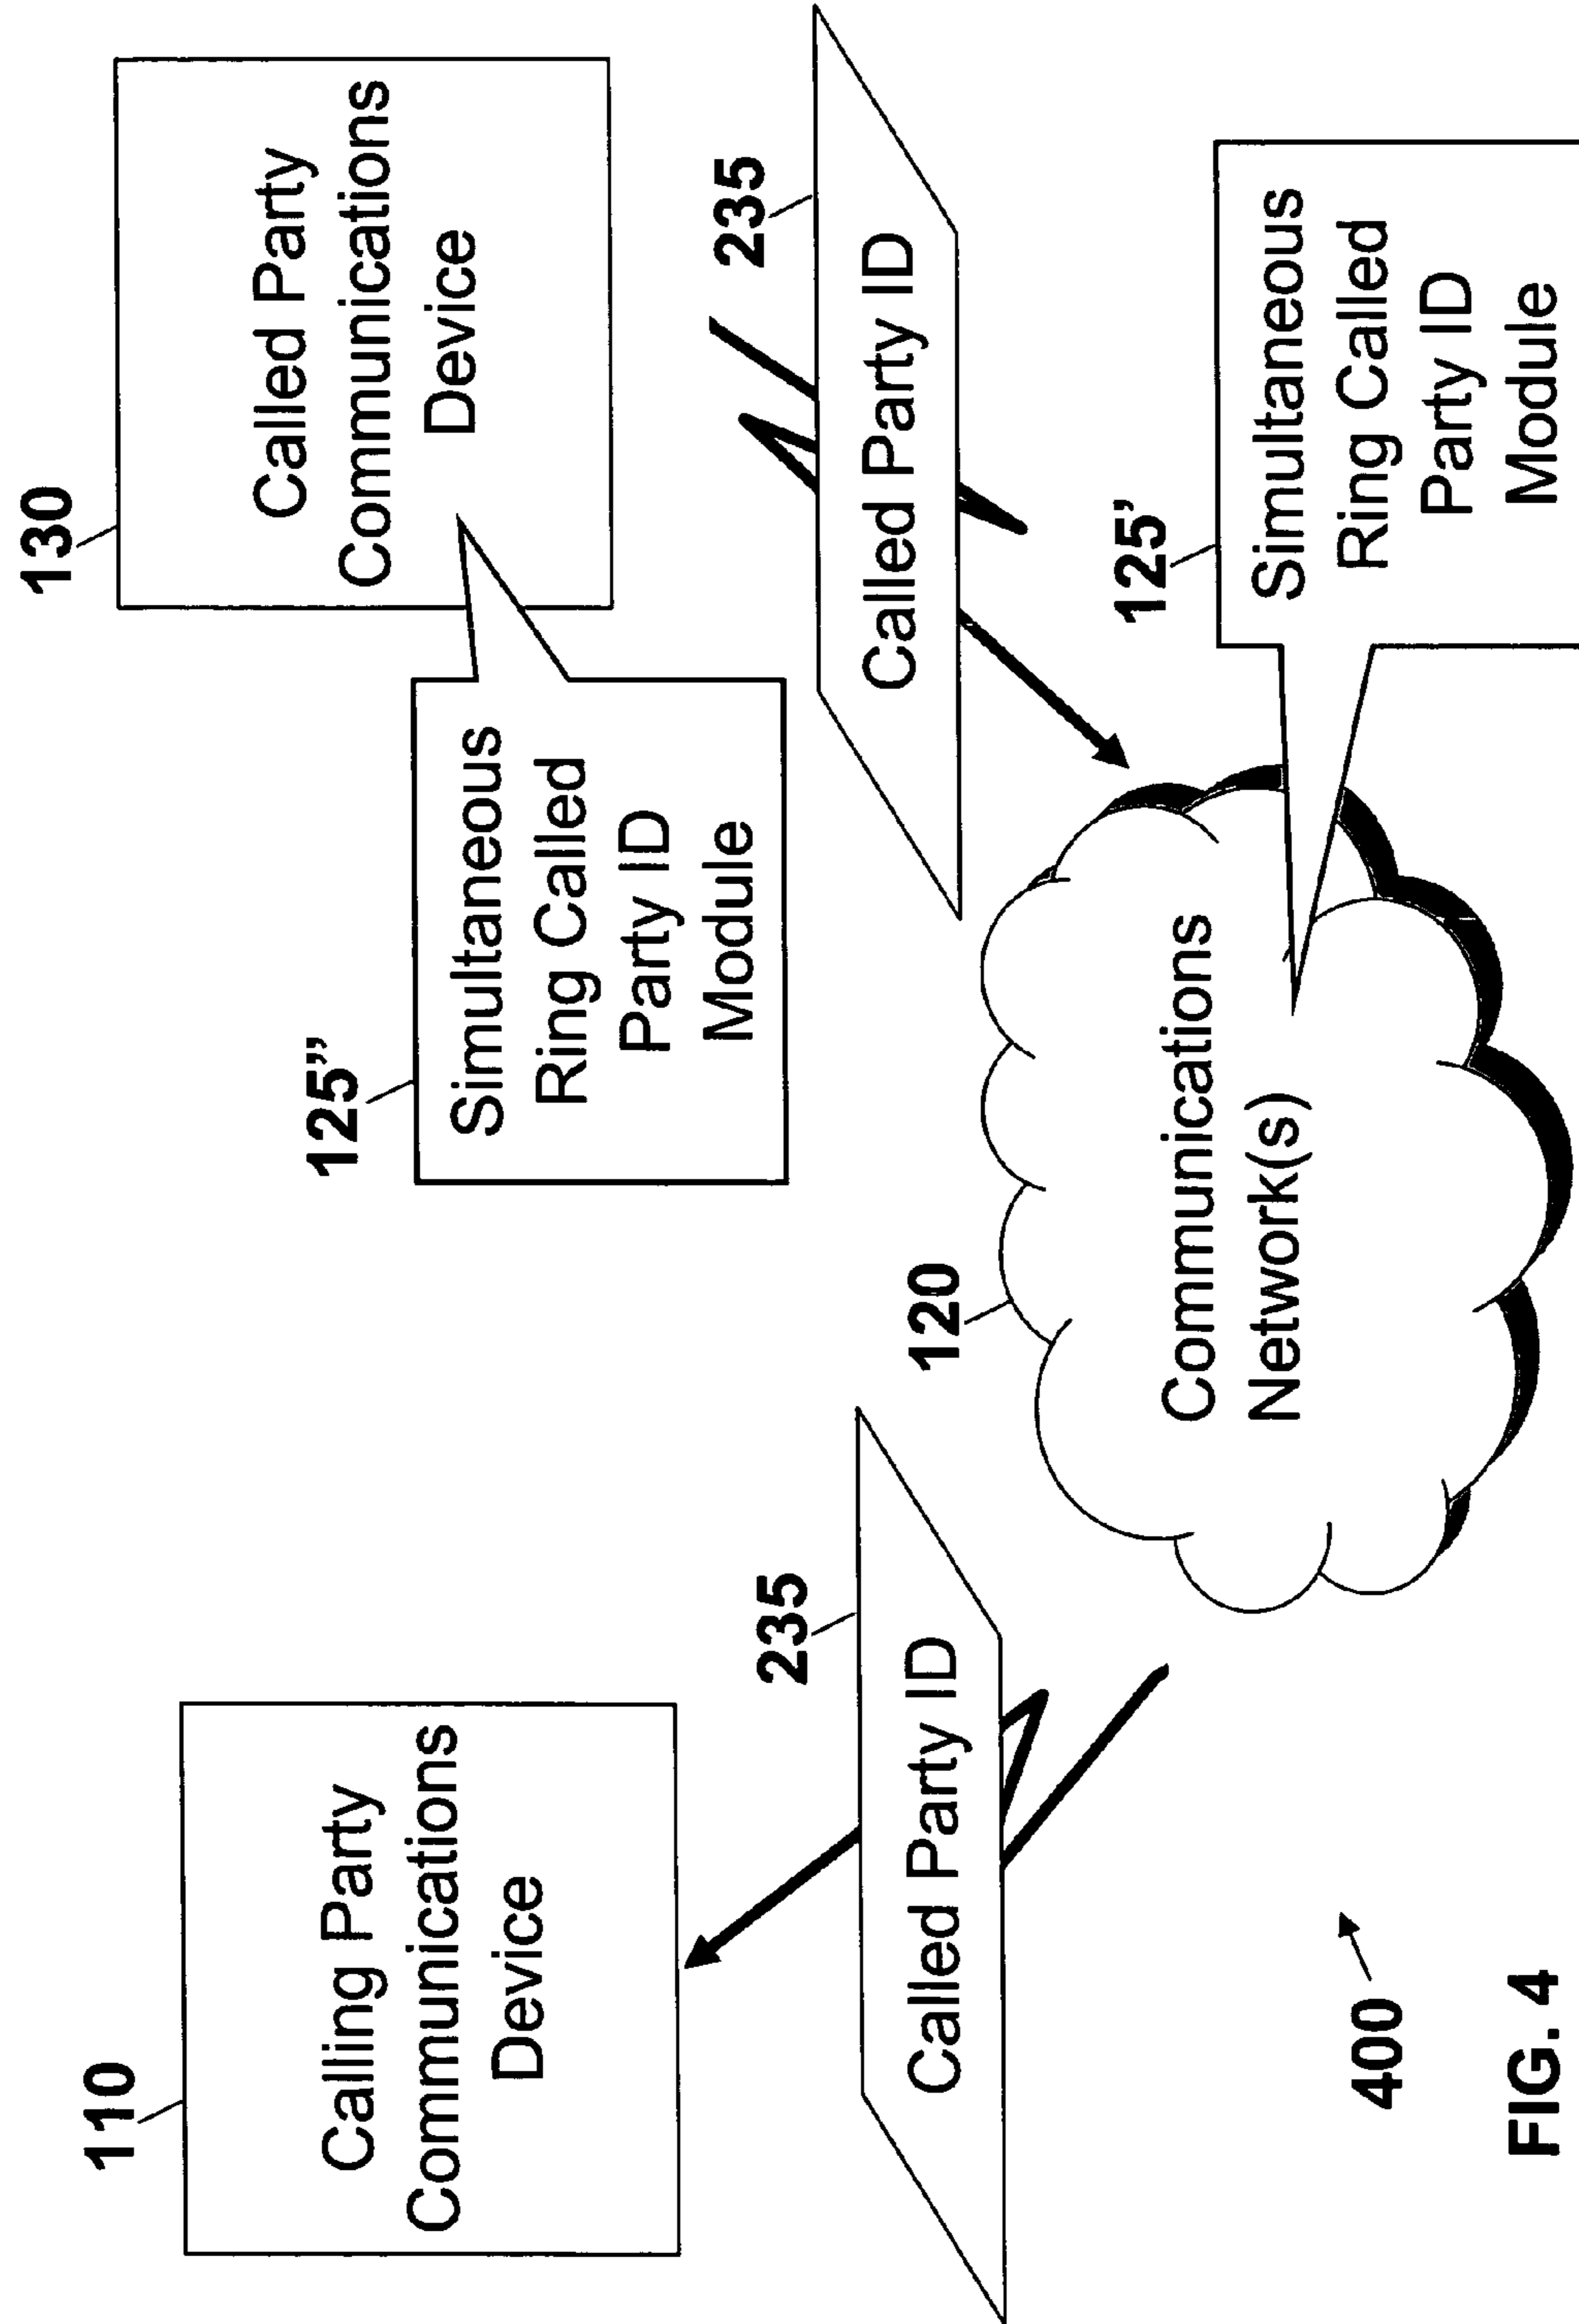 110
Calling Party
Communications
Device
130
Called Party
Communications
Device
125”
Simultaneous
Ring Called
Party ID
Module
235
Called Party ID
235
Called Party ID
120
Communications
Network(s)
125’
Simultaneous
Ring Called
Party ID
Module
400
FIG. 4